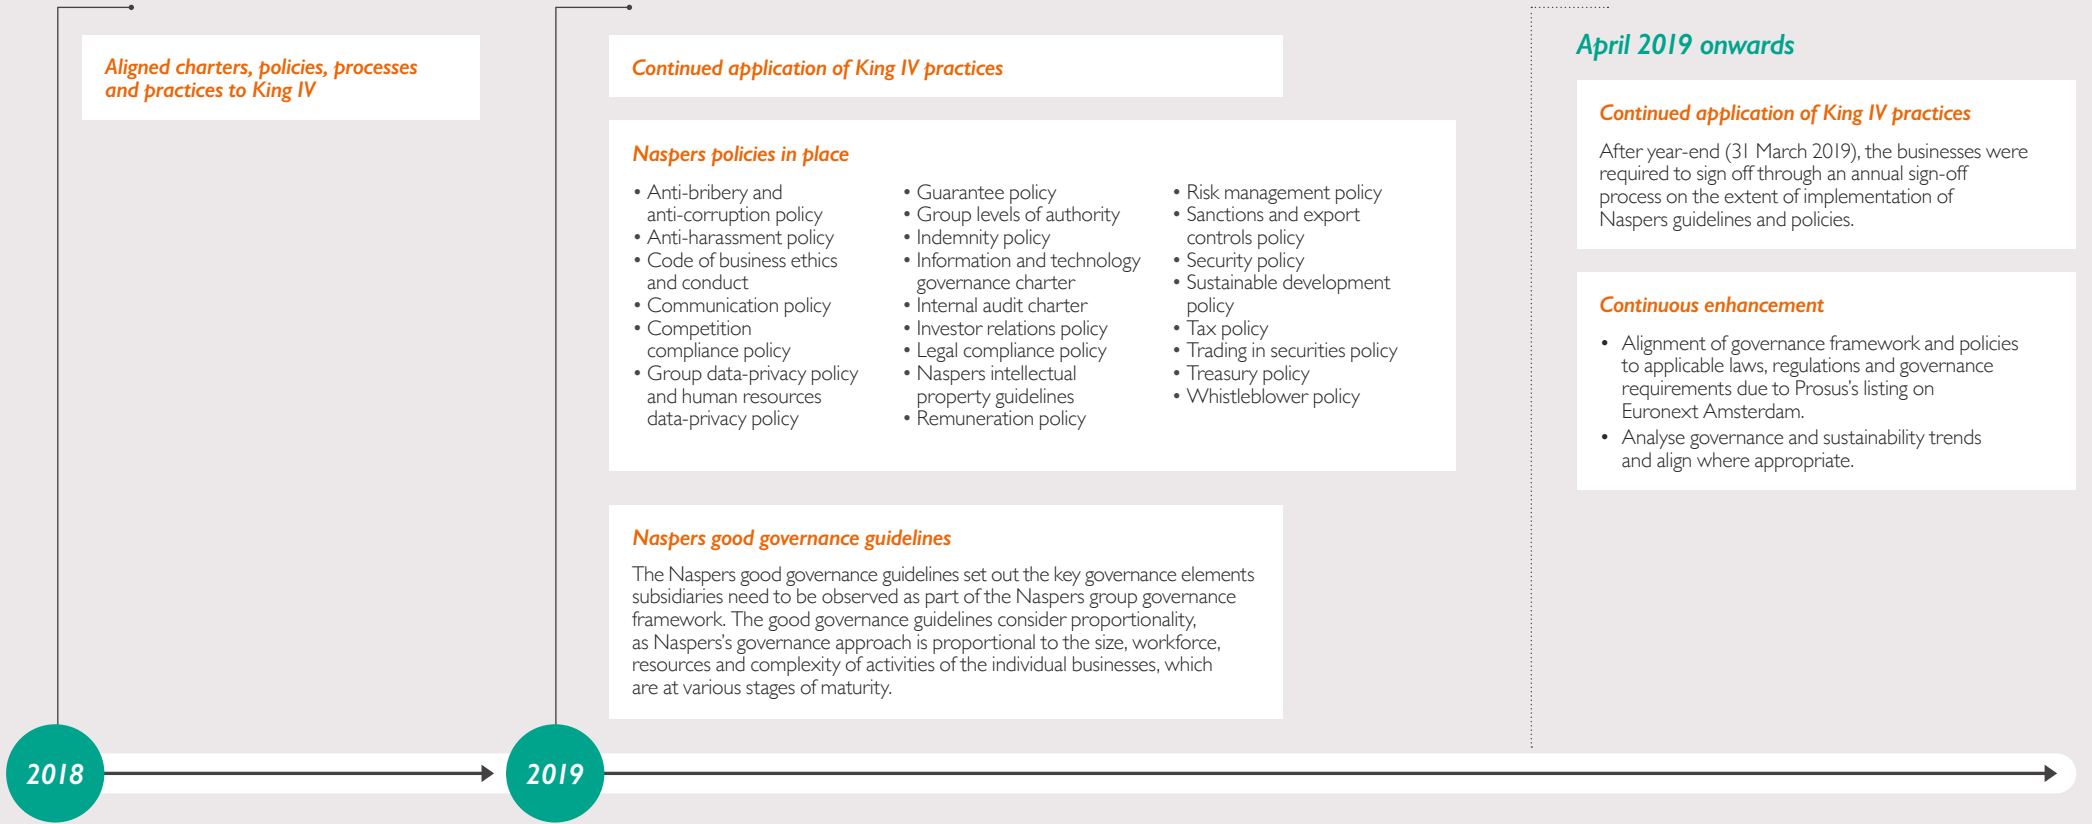 Aligned charters, policies, processes
and practices to King IV
Continued application of King IV practices
Naspers policies in place
• Anti-bribery and
anti-corruption policy
• Anti-harassment policy
• Code of business ethics
and conduct
• Communication policy
• Competition
compliance policy
• Group data-privacy policy
and human resources
data-privacy policy
• Guarantee policy
• Group levels of authority
• Indemnity policy
• Information and technology
governance charter
• Internal audit charter
• Investor relations policy
• Legal compliance policy
• Naspers intellectual
property guidelines
• Remuneration policy
• Risk management policy
• Sanctions and export
controls policy
• Security policy
• Sustainable development
policy
• Tax policy
• Trading in securities policy
• Treasury policy
• Whistleblower policy
Naspers good governance guidelines
The Naspers good governance guidelines set out the key governance elements
subsidiaries need to be observed as part of the Naspers group governance
framework. The good governance guidelines consider proportionality,
as Naspers's governance approach is proportional to the size, workforce,
resources and complexity of activities of the individual businesses, which
are at various stages of maturity.
April 2019 onwards
Continued application of King IV practices
After year-end (31 March 2019), the businesses were
required to sign off through an annual sign-off
process on the extent of implementation of
Naspers guidelines and policies.
Continuous enhancement
• Alignment of governance framework and policies
to applicable laws, regulations and governance
requirements due to Prosus's listing on
Euronext Amsterdam.
• Analyse governance and sustainability trends
and align where appropriate.
2018
2019